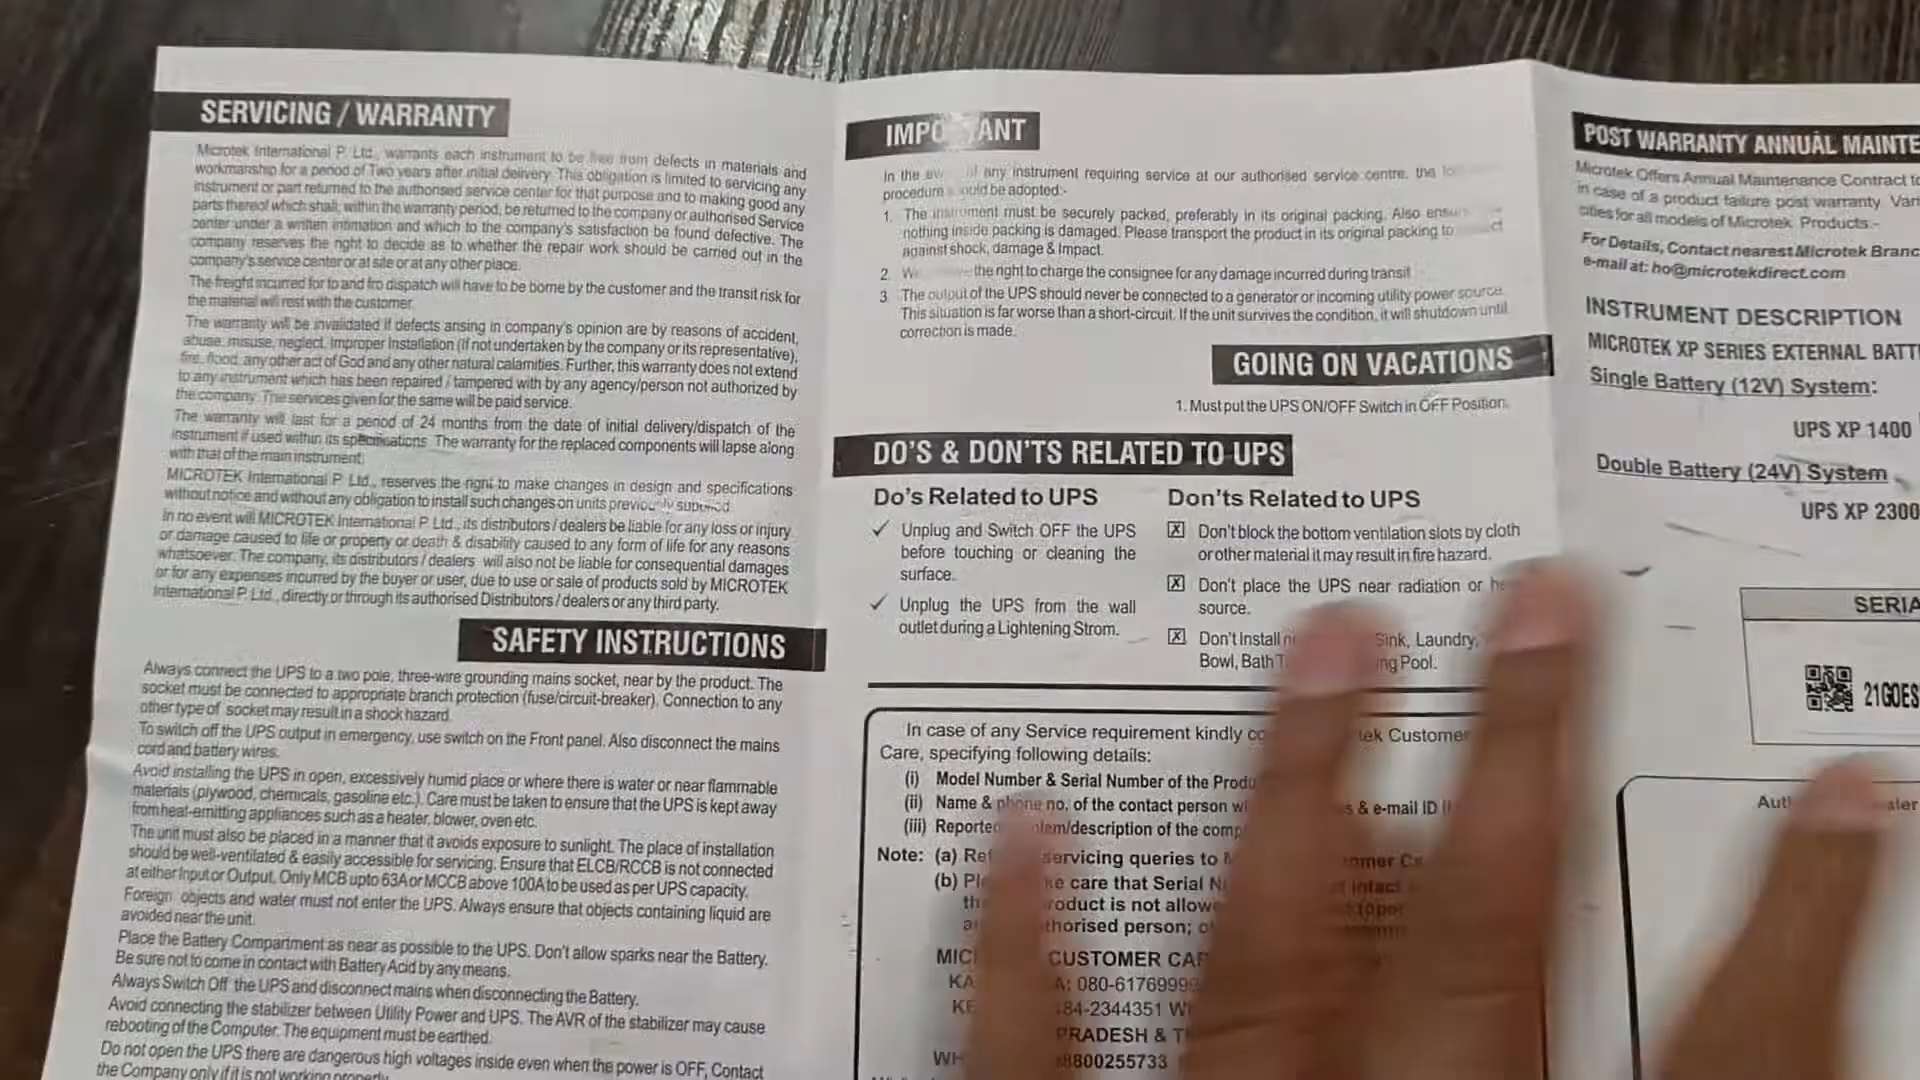 SERVICING / WARRANTY
Microtek International P. Ltd., warrants each instrument to be free from defects in materials and
workmanship for a period of Two years after initial delivery. This obligation is limited to servicing any
instrument or part returned to the authorised service center for that purpose and to making good any
parts thereof which shall, within the warranty period, be returned to the company or authorised Service
center under a written intimation and which to the company's satisfaction be found defective. The
company reserves the right to decide as to whether the repair work should be carried out in the
company's service center or at site or at any other place.
The freight incurred for to and fro dispatch will have to be borne by the customer and the transit risk for
the material will rest with the customer.
The warranty will be invalidated if defects arising in company's opinion are by reasons of accident,
abuse, misuse, neglect, Improper Installation (If not undertaken by the company or its representative),
fire, flood, any other act of God and any other natural calamities. Further, this warranty does not extend
to any instrument which has been repaired / tampered with by any agency/person not authorized by
the company. The services given for the same will be paid service.
The warranty will last for a period of 24 months from the date of initial delivery/dispatch of the
instrument if used within its specifications. The warranty for the replaced components will lapse along
with that of the main instrument.
MICROTEK International P. Ltd., reserves the right to make changes in design and specifications
without notice and without any obligation to install such changes on units previously supplied.
In no event will MICROTEK International P. Ltd., its distributors / dealers be liable for any loss or injury
or damage caused to life or property or death & disability caused to any form of life for any reasons
whatsoever. The company, its distributors / dealers will also not be liable for consequential damages
or for any expenses incurred by the buyer or user, due to use or sale of products sold by MICROTEK
International P. Ltd., directly or through its authorised Distributors / dealers or any third party.
SAFETY INSTRUCTIONS
Always connect the UPS to a two pole, three-wire grounding mains socket, near by the product. The
socket must be connected to appropriate branch protection (fuse/circuit-breaker). Connection to any
other type of socket may result in a shock hazard.
To switch off the UPS output in emergency, use switch on the Front panel. Also disconnect the mains
cord and battery wires.
Avoid installing the UPS in open, excessively humid place or where there is water or near flammable
materials (plywood, chemicals, gasoline etc.). Care must be taken to ensure that the UPS is kept away
from heat-emitting appliances such as a heater, blower, oven etc.
The unit must also be placed in a manner that it avoids exposure to sunlight. The place of installation
should be well-ventilated & easily accessible for servicing. Ensure that ELCB/RCCB is not connected
at either Input or Output. Only MCB upto 63A or MCCB above 100A to be used as per UPS capacity.
Foreign objects and water must not enter the UPS. Always ensure that objects containing liquid are
avoided near the unit.
Place the Battery Compartment as near as possible to the UPS. Don't allow sparks near the Battery.
Be sure not to come in contact with Battery Acid by any means.
Always Switch Off the UPS and disconnect mains when disconnecting the Battery.
Avoid connecting the stabilizer between Utility Power and UPS. The AVR of the stabilizer may cause
rebooting of the Computer. The equipment must be earthed.
Do not open the UPS there are dangerous high voltages inside even when the power is OFF, Contact
the Company only if it is not working properly.
IMPORTANT
In the any instrument requiring service at our authorised service centre, the
procedure should be adopted:-
1. The instrument must be securely packed, preferably in its original packing. Also ensure
nothing inside packing is damaged. Please transport the product in its original packing to
against shock, damage & Impact.
2. the right to charge the consignee for any damage incurred during transit
3. The output of the UPS should never be connected to a generator or incoming utility power source.
This situation is far worse than a short-circuit. If the unit survives the condition, it will shutdown until
correction is made.
GOING ON VACATIONS
1. Must put the UPS ON/OFF Switch in OFF Position.
DO'S & DON'TS RELATED TO UPS
Do's Related to UPS
✓ Unplug and Switch OFF the UPS
before touching or cleaning the
surface.
✓ Unplug the UPS from the wall
outlet during a Lightening Strom.
Don'ts Related to UPS
Don't block the bottom ventilation slots by cloth
or other material it may result in fire hazard.
Don't place the UPS near radiation or
source.
Don't Install Sink, Laundry,
Bowl, Bath Pool.
In case of any Service requirement kindly Customer
Care, specifying following details:
(i) Model Number & Serial Number of the
(ii) Name & phone no. of the contact person & e-mail ID
(iii) Reported description of the
Note: (a) servicing queries to
(b) care that Serial intact
product is not
authorised person;
CUSTOMER
080-61769999
2344351
PRADESH &
8800255733
POST WARRANTY ANNUAL
Microtek Offers Annual Maintenance Contract
in case of a product failure post warranty.
cities for all models of Microtek Products:-
For Details, Contact nearest Microtek
e-mail at: ho@microtekdirect.com
INSTRUMENT DESCRIPTION
MICROTEK XP SERIES EXTERNAL
Single Battery (12V) System:
UPS XP 1400
Double Battery (24V) System
UPS XP 2300